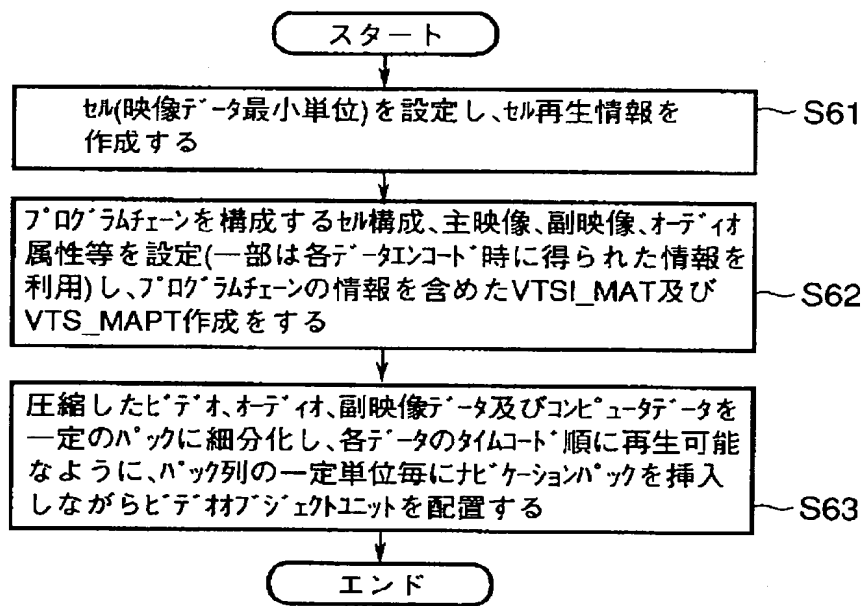 スタート
セル(映像データ最小単位)を設定し、セル再生情報を
作成する
S61
プログラムチェーンを構成するセル構成、主映像、副映像、オーディオ
属性等を設定(一部は各データエンコード時に得られた情報を
利用)し、プログラムチェーンの情報を含めたVTSI_MAT及び
VTS_MAPT作成をする
S62
圧縮したビデオ、オーディオ、副映像データ及びコンピュータデータを
一定のパックに細分化し、各データのタイムコード順に再生可能
なように、パック列の一定単位毎にナビケーションパックを挿入
しながらビデオオブジェクトユニットを配置する
S63
エンド